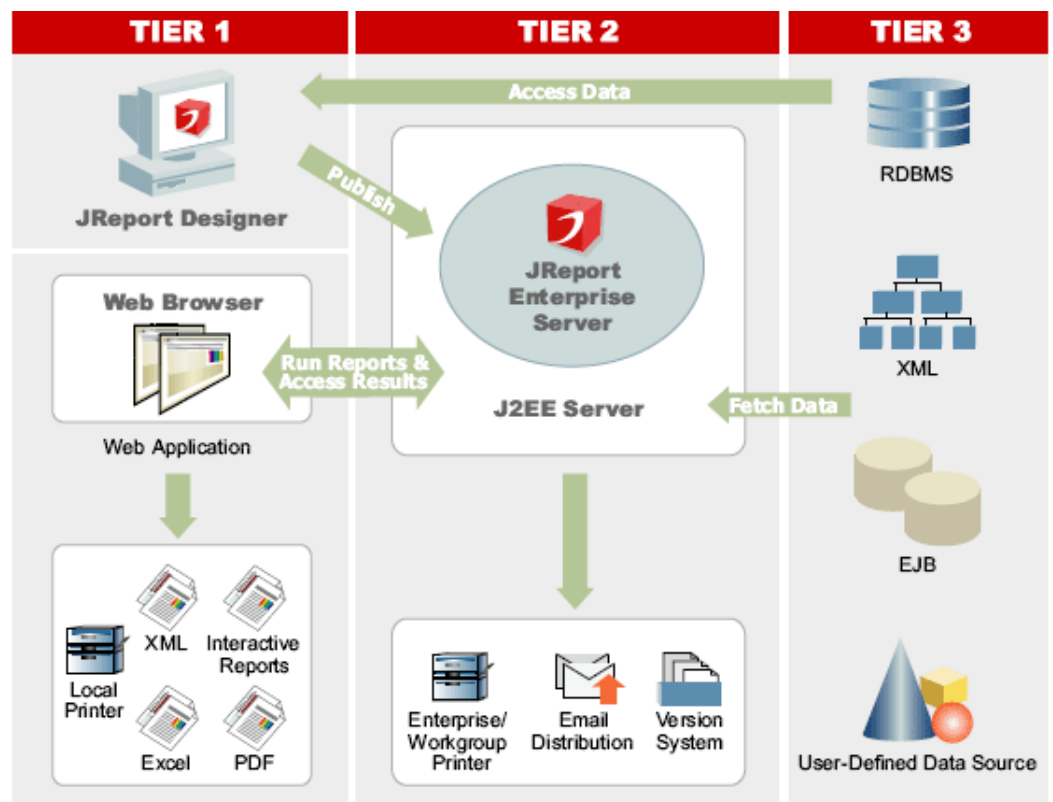 TIER 1
TIER 2
TIER 3
Access Data
RDBMS
Publish
JReport Designer
JReport
Enterprise
Server
Web Browser
Run Reports &
Access Results
J2EE Server
Fetch Data
XML
Web Application
EJB
XML
Interactive
Reports
Local
Printer
Excel
PDF
Enterprise/
Workgroup
Printer
Email
Distribution
Version
System
User-Defined Data Source